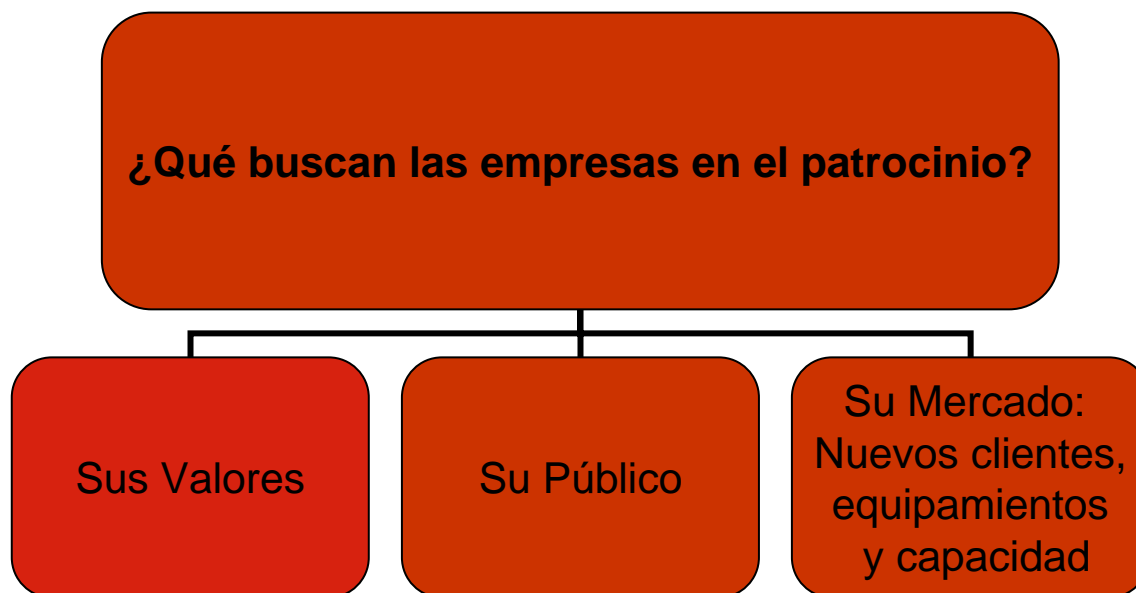 ¿Qué buscan las empresas en el patrocinio?
Sus Valores
Su Público
Su Mercado:
Nuevos clientes,
equipamientos
y capacidad